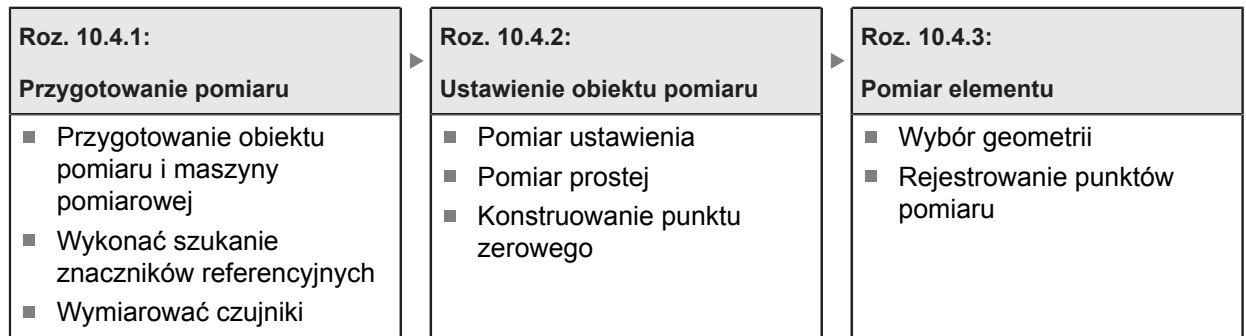 Roz. 10.4.1:
Przygotowanie pomiaru
Przygotowanie obiektu
pomiaru i maszyny
pomiarowej
Wykonać szukanie
znaczników referencyjnych
Wymiarować czujniki
Roz. 10.4.2:
Ustawienie obiektu pomiaru
Pomiar ustawienia
Pomiar prostej
Konstruowanie punktu
zerowego
Roz. 10.4.3:
Pomiar elementu
Wybór geometrii
Rejestrowanie punktów
pomiaru